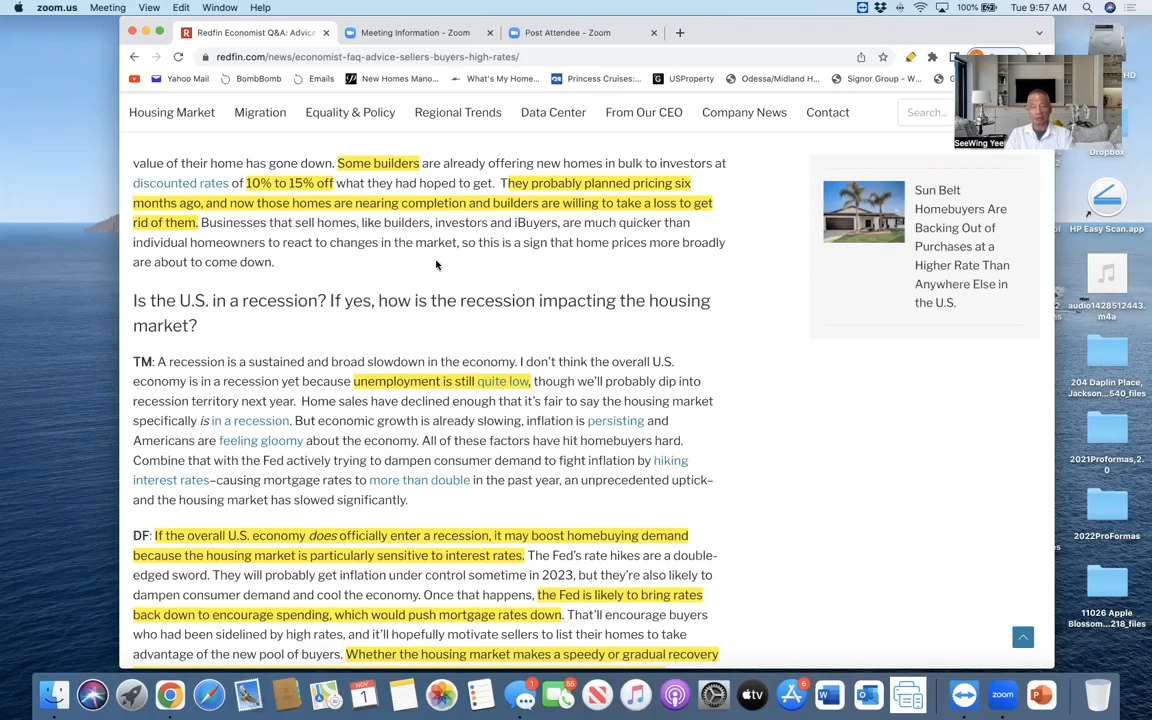 zoom.us Meeting View Edit Window Help
100% Tue 9:57 AM
Redfin Economist Q&A: Advice × Meeting Information - Zoom × Post Attendee - Zoom × +
redfin.com/news/economist-faq-advice-sellers-buyers-high-rates/
Yahoo Mail BombBomb Emails New Homes Mano... What's My Home... Princess Cruises:... USProperty Odessa/Midland H... Signor Group - W...
HD
SeeWing Yee
Housing Market Migration Equality & Policy Regional Trends Data Center From Our CEO Company News Contact Search...
Dropbox
value of their home has gone down. Some builders are already offering new homes in bulk to investors at
discounted rates of 10% to 15% off what they had hoped to get. They probably planned pricing six
months ago, and now those homes are nearing completion and builders are willing to take a loss to get
rid of them. Businesses that sell homes, like builders, investors and iBuyers, are much quicker than
individual homeowners to react to changes in the market, so this is a sign that home prices more broadly
are about to come down.
Is the U.S. in a recession? If yes, how is the recession impacting the housing
market?
TM: A recession is a sustained and broad slowdown in the economy. I don't think the overall U.S.
economy is in a recession yet because unemployment is still quite low, though we'll probably dip into
recession territory next year. Home sales have declined enough that it's fair to say the housing market
specifically is in a recession. But economic growth is already slowing, inflation is persisting and
Americans are feeling gloomy about the economy. All of these factors have hit homebuyers hard.
Combine that with the Fed actively trying to dampen consumer demand to fight inflation by hiking
interest rates–causing mortgage rates to more than double in the past year, an unprecedented uptick–
and the housing market has slowed significantly.
DF: If the overall U.S. economy does officially enter a recession, it may boost homebuying demand
because the housing market is particularly sensitive to interest rates. The Fed's rate hikes are a double-
edged sword. They will probably get inflation under control sometime in 2023, but they're also likely to
dampen consumer demand and cool the economy. Once that happens, the Fed is likely to bring rates
back down to encourage spending, which would push mortgage rates down. That'll encourage buyers
who had been sidelined by high rates, and it'll hopefully motivate sellers to list their homes to take
advantage of the new pool of buyers. Whether the housing market makes a speedy or gradual recovery
Sun Belt
Homebuyers Are
Backing Out of
Purchases at a
Higher Rate Than
Anywhere Else in
the U.S.
HP Easy Scan.app
audio1428512443.
m4a
204 Daplin Place,
Jackson...540_files
2021Proformas,2.
0
2022ProFormas
11026 Apple
Blossom...218_files
NOV
1
1
56
tv
6
zoom